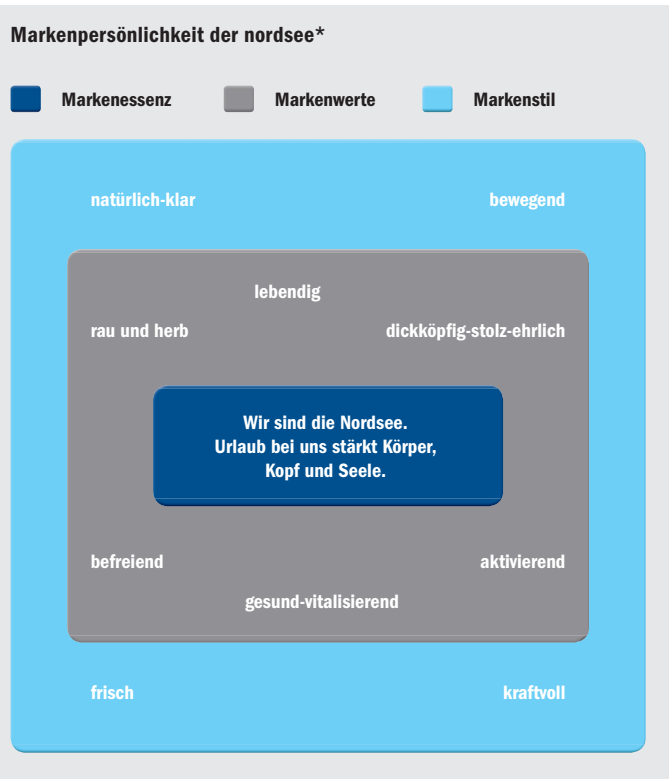 Markenpersönlichkeit der nordsee*
Markenessenz Markenwerte Markenstil
natürlich-klar bewegend
lebendig
rau und herb dickköpfig-stolz-ehrlich
Wir sind die Nordsee.
Urlaub bei uns stärkt Körper,
Kopf und Seele.
befreiend aktivierend
gesund-vitalisierend
frisch kraftvoll